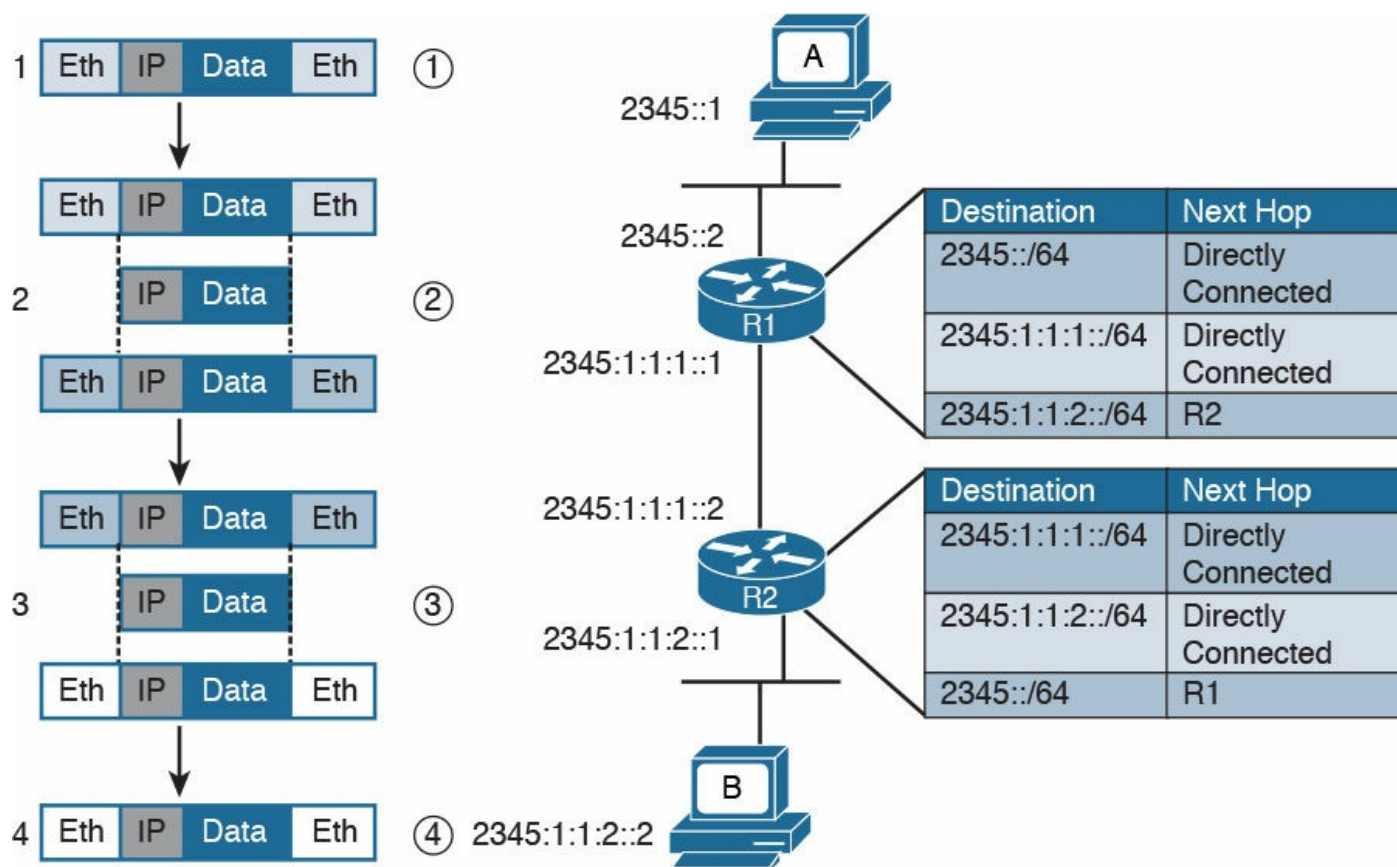 1 Eth IP Data Eth ①
Eth IP Data Eth
2 IP Data ②
Eth IP Data Eth
Eth IP Data Eth
3 IP Data ③
Eth IP Data Eth
4 Eth IP Data Eth ④
A
2345::1
2345::2
R1
2345:1:1:1::1
2345:1:1:1::2
R2
2345:1:1:2::1
B
2345:1:1:2::2
Destination Next Hop
2345::/64 Directly
Connected
2345:1:1:1::/64 Directly
Connected
2345:1:1:2::/64 R2
Destination Next Hop
2345:1:1:1::/64 Directly
Connected
2345:1:1:2::/64 Directly
Connected
2345::/64 R1